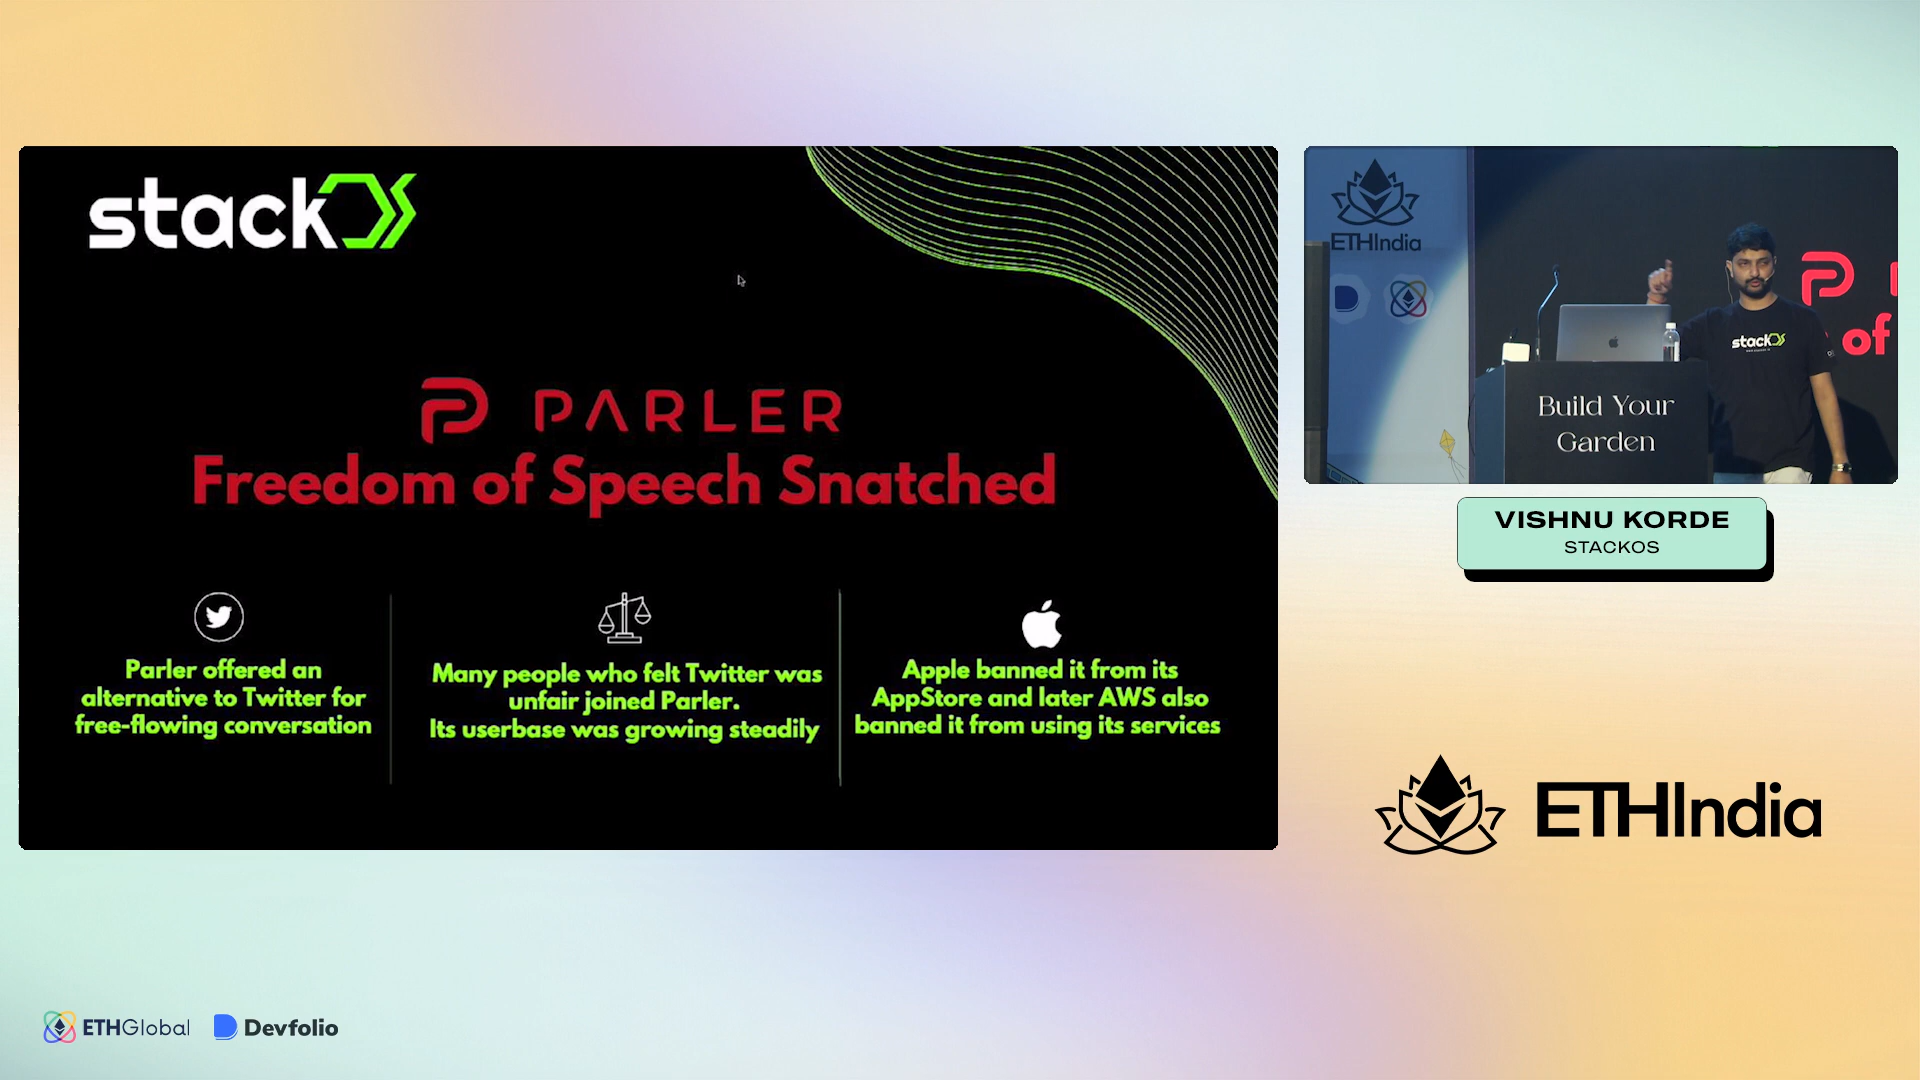 stackOS
PARLER
Freedom of Speech Snatched
Parler offered an
alternative to Twitter for
free-flowing conversation
Many people who felt Twitter was
unfair joined Parler.
Its userbase was growing steadily
Apple banned it from its
AppStore and later AWS also
banned it from using its services
ETHIndia
stackOS
of
Build Your
Garden
VISHNU KORDE
STACKOS
ETHIndia
ETHGlobal
Devfolio